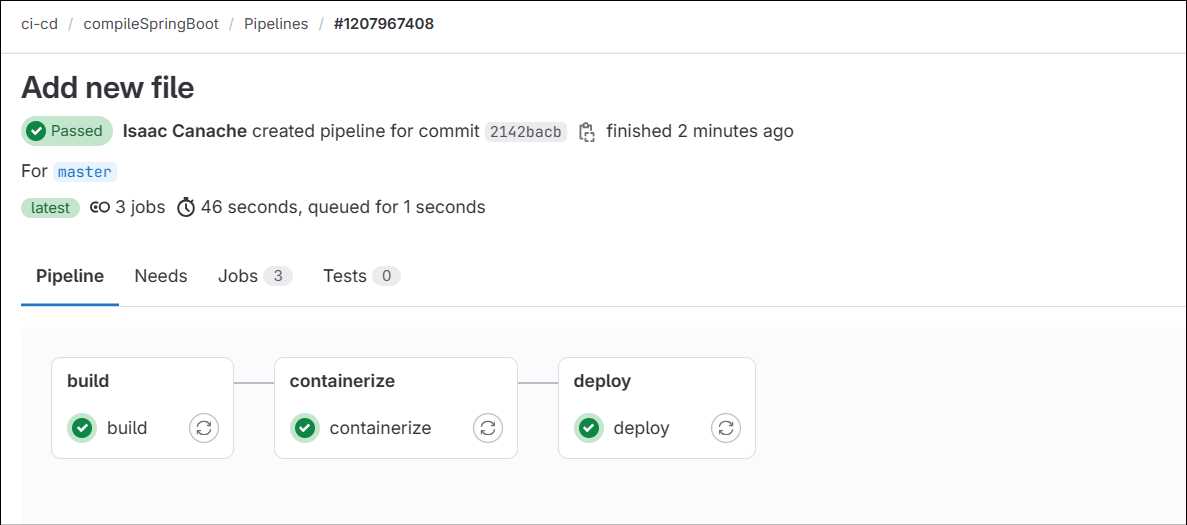 ci-cd / compileSpringBoot / Pipelines / #1207967408
Add new file
Passed Isaac Canache created pipeline for commit 2142bacb finished 2 minutes ago
For master
latest 3 jobs 46 seconds, queued for 1 seconds
Pipeline Needs Jobs 3 Tests 0
build containerize deploy
build containerize deploy